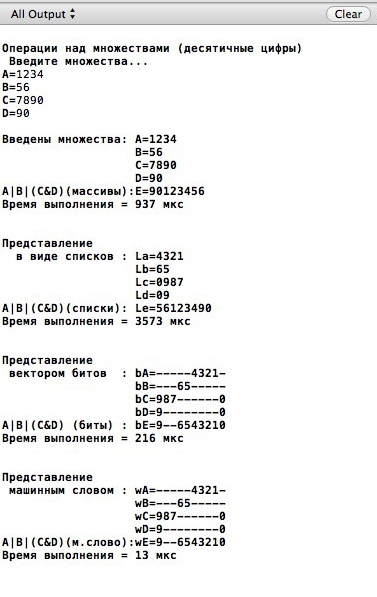 All Output Clear
Операции над множествами (десятичные цифры)
Введите множества...
A=1234
B=56
C=7890
D=90
Введены множества: A=1234
B=56
C=7890
D=90
A|B|(C&D)(массивы):E=90123456
Время выполнения = 937 мкс
Представление
в виде списков : La=4321
Lb=65
Lc=0987
Ld=09
A|B|(C&D)(списки): Le=56123490
Время выполнения = 3573 мкс
Представление
вектором битов : bA=-----4321-
bB=---65-----
bC=987------0
bD=9--------0
A|B|(C&D) (биты) : bE=9--6543210
Время выполнения = 216 мкс
Представление
машинным словом : wA=-----4321-
wB=---65-----
wC=987------0
wD=9--------0
A|B|(C&D)(м.слово):wE=9--6543210
Время выполнения = 13 мкс